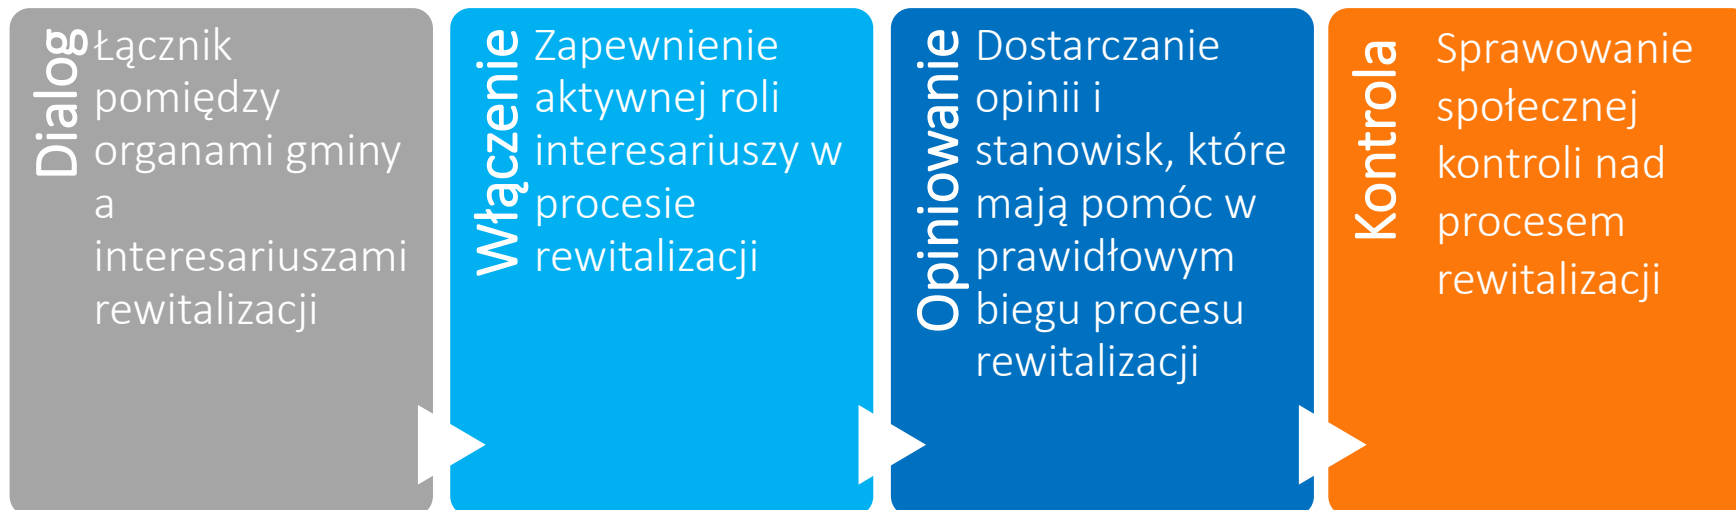 Dialog
Łącznik
pomiędzy
organami gminy
a
interesariuszami
rewitalizacji
Włączenie
Zapewnienie
aktywnej roli
interesariuszy w
procesie
rewitalizacji
Opiniowanie
Dostarczanie
opinii i
stanowisk, które
mają pomóc w
prawidłowym
biegu procesu
rewitalizacji
Kontrola
Sprawowanie
społecznej
kontroli nad
procesem
rewitalizacji